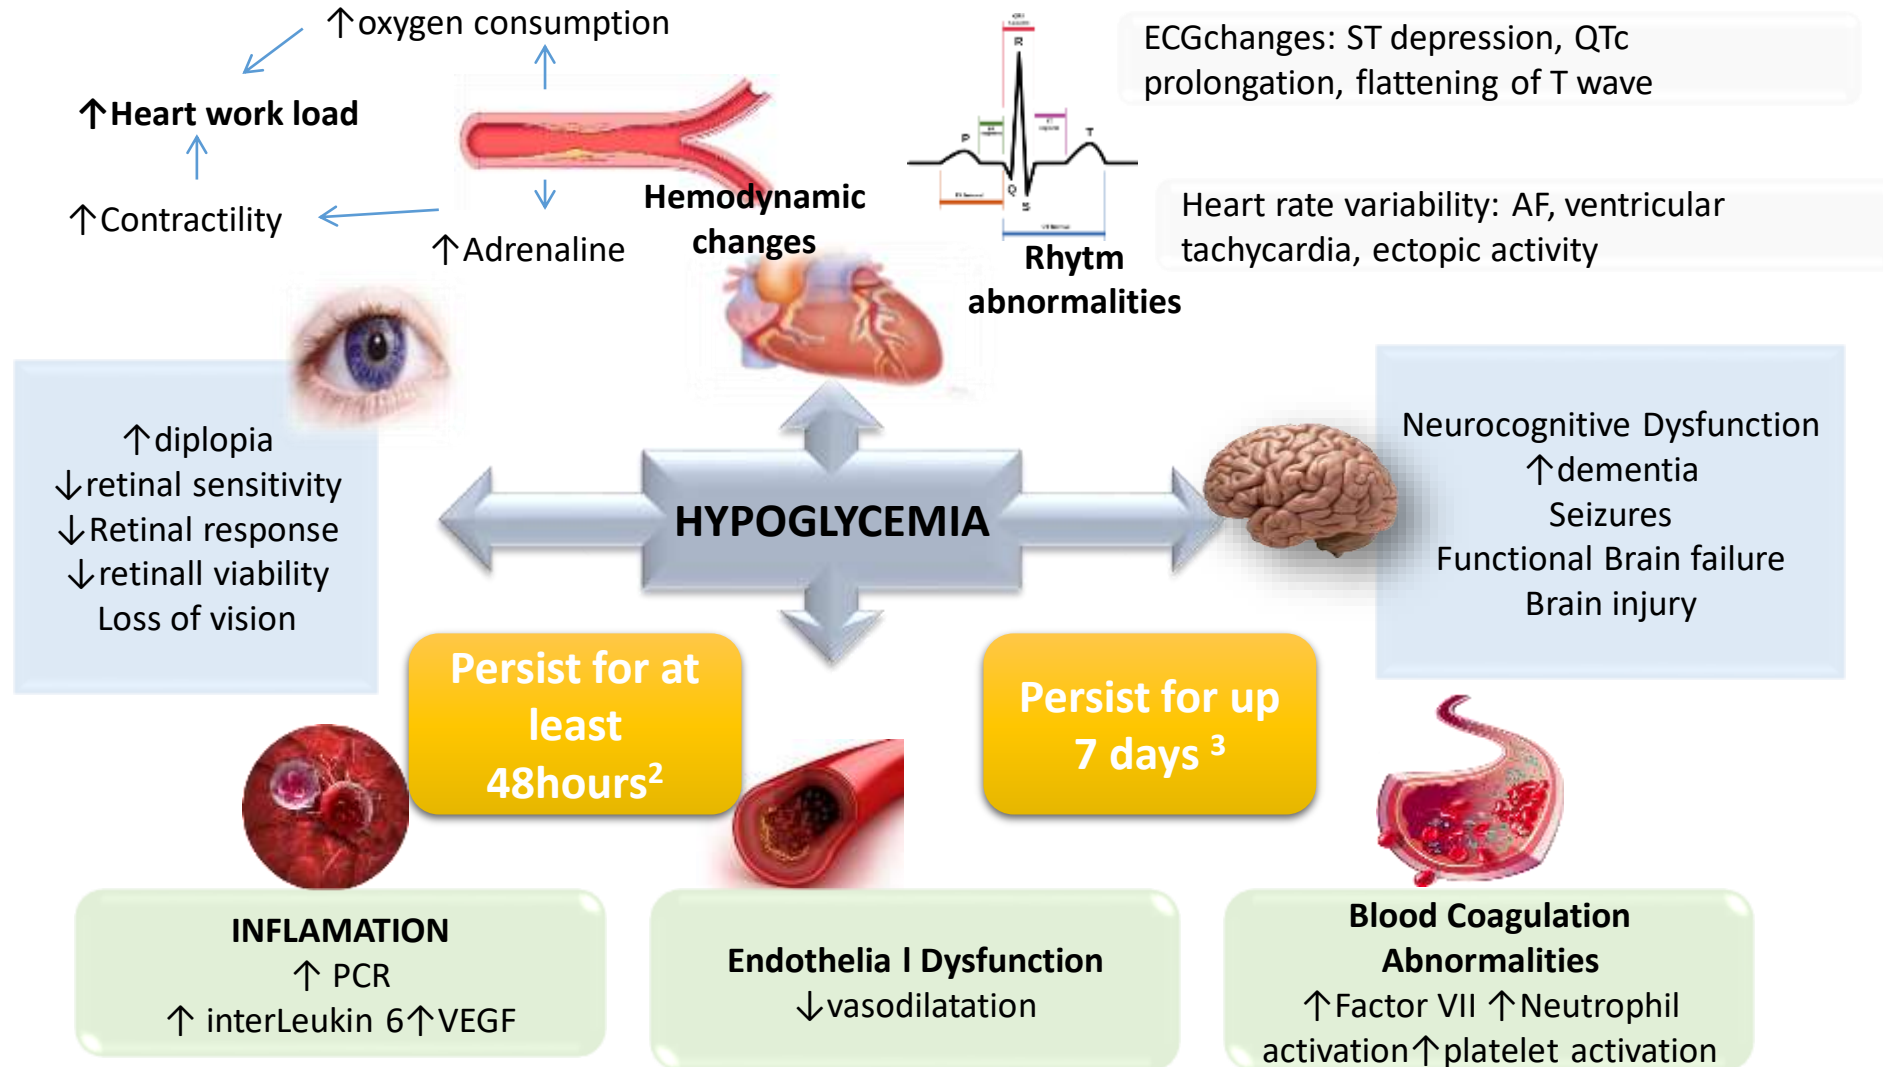 ↑oxygen consumption
↑Heart work load
↑Contractility
↑Adrenaline
Hemodynamic
changes
R
P
T
Q
S
Rhytm
abnormalities
ECGchanges: ST depression, QTc
prolongation, flattening of T wave
Heart rate variability: AF, ventricular
tachycardia, ectopic activity
↑diplopia
↓retinal sensitivity
↓Retinal response
↓retinall viability
Loss of vision
HYPOGLYCEMIA
Neurocognitive Dysfunction
↑dementia
Seizures
Functional Brain failure
Brain injury
Persist for at
least
48hours²
Persist for up
7 days ³
INFLAMATION
↑ PCR
↑ interLeukin 6↑VEGF
Endothelia l Dysfunction
↓vasodilatation
Blood Coagulation
Abnormalities
↑Factor VII ↑Neutrophil
activation↑platelet activation